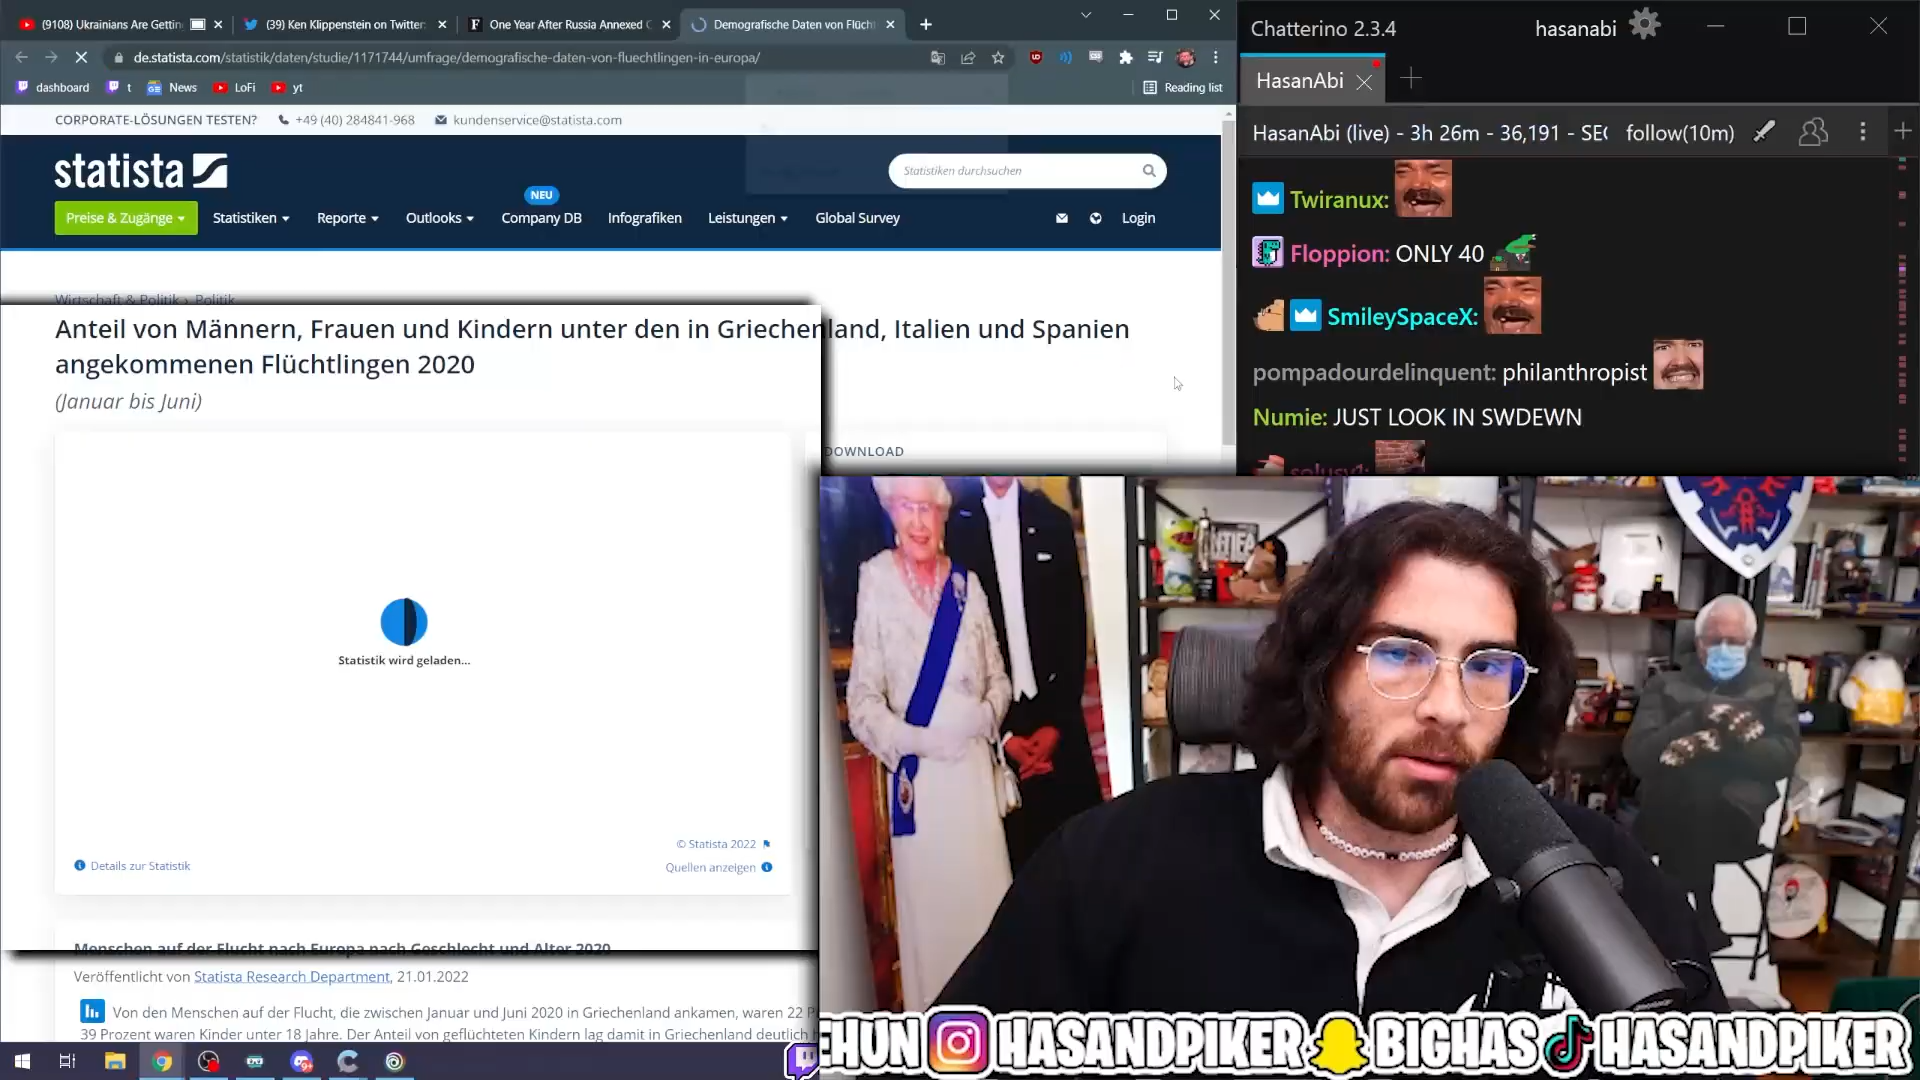 (9108) Ukrainians Are Gettin
(39) Ken Klippenstein on Twitter:
One Year After Russia Annexed C
Demografische Daten von Flücht
de.statista.com/statistik/daten/studie/1171744/umfrage/demografische-daten-von-fluechtlingen-in-europa/
dashboard
t
News
LoFi
yt
Reading list
CORPORATE-LÖSUNGEN TESTEN?
+49 (40) 284841-968
kundenservice@statista.com
statista
Statistiken durchsuchen
NEU
Preise & Zugänge
Statistiken
Reporte
Outlooks
Company DB
Infografiken
Leistungen
Global Survey
Login
Wirtschaft & Politik › Politik
Anteil von Männern, Frauen und Kindern unter den in Griechenland, Italien und Spanien
angekommenen Flüchtlingen 2020
(Januar bis Juni)
DOWNLOAD
Statistik wird geladen...
© Statista 2022
Details zur Statistik
Quellen anzeigen
Menschen auf der Flucht nach Europa nach Geschlecht und Alter 2020
Veröffentlicht von Statista Research Department, 21.01.2022
Von den Menschen auf der Flucht, die zwischen Januar und Juni 2020 in Griechenland ankamen, waren 22 P
39 Prozent waren Kinder unter 18 Jahre. Der Anteil von geflüchteten Kindern lag damit in Griechenland deutlich
Chatterino 2.3.4
hasanabi
HasanAbi
HasanAbi (live) - 3h 26m - 36,191 - SE
follow(10m)
Twiranux:
Floppion: ONLY 40
SmileySpaceX:
pompadourdelinquent: philanthropist
Numie: JUST LOOK IN SWDEWN
solusy1:
EHUN
HASANDPIKER
BIGHAS
HASANDPIKER